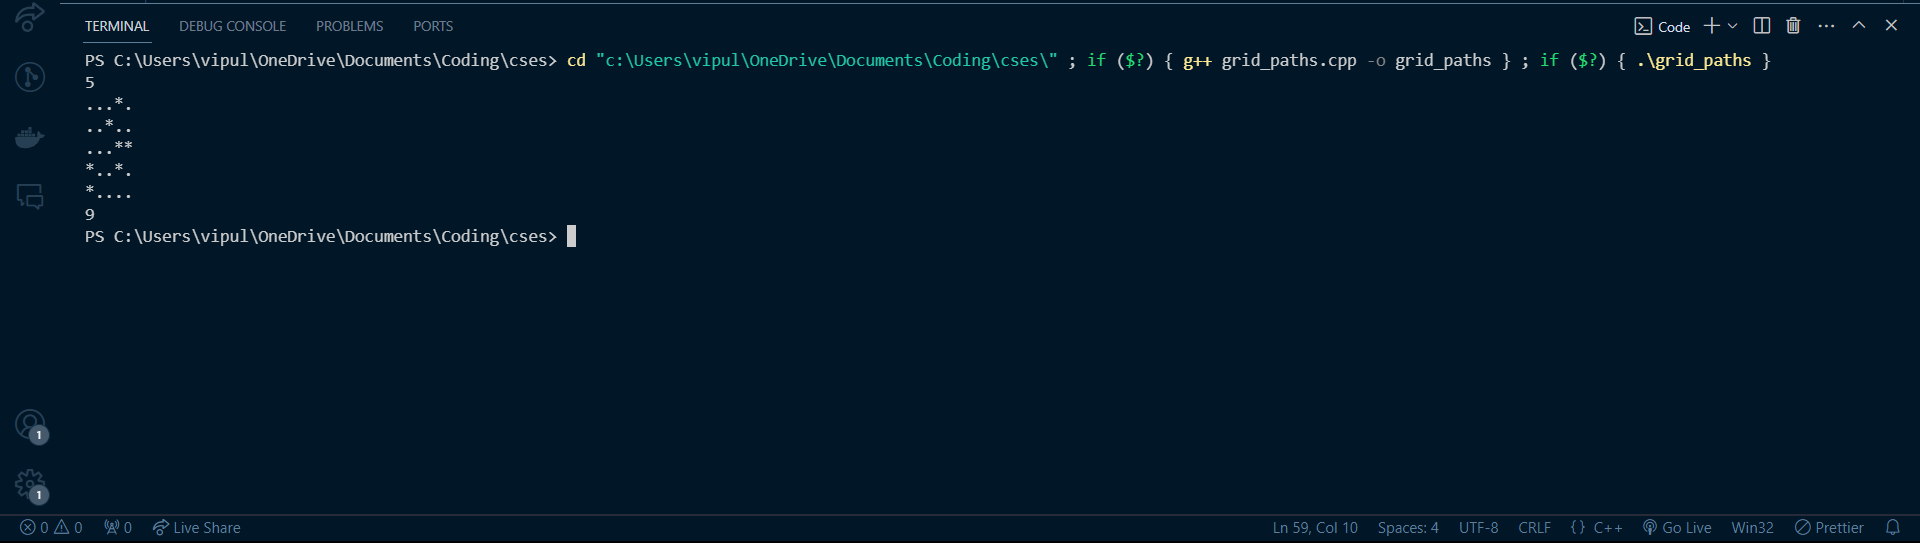 TERMINAL DEBUG CONSOLE PROBLEMS PORTS Code
PS C:\Users\vipul\OneDrive\Documents\Coding\cses> cd "c:\Users\vipul\OneDrive\Documents\Coding\cses\" ; if ($?) { g++ grid_paths.cpp -o grid_paths } ; if ($?) { .\grid_paths }
5
...*.
..*..
...**
*..*.
*....
9
PS C:\Users\vipul\OneDrive\Documents\Coding\cses>
1
1
0 0 0 Live Share Ln 59, Col 10 Spaces: 4 UTF-8 CRLF {} C++ Go Live Win32 Prettier